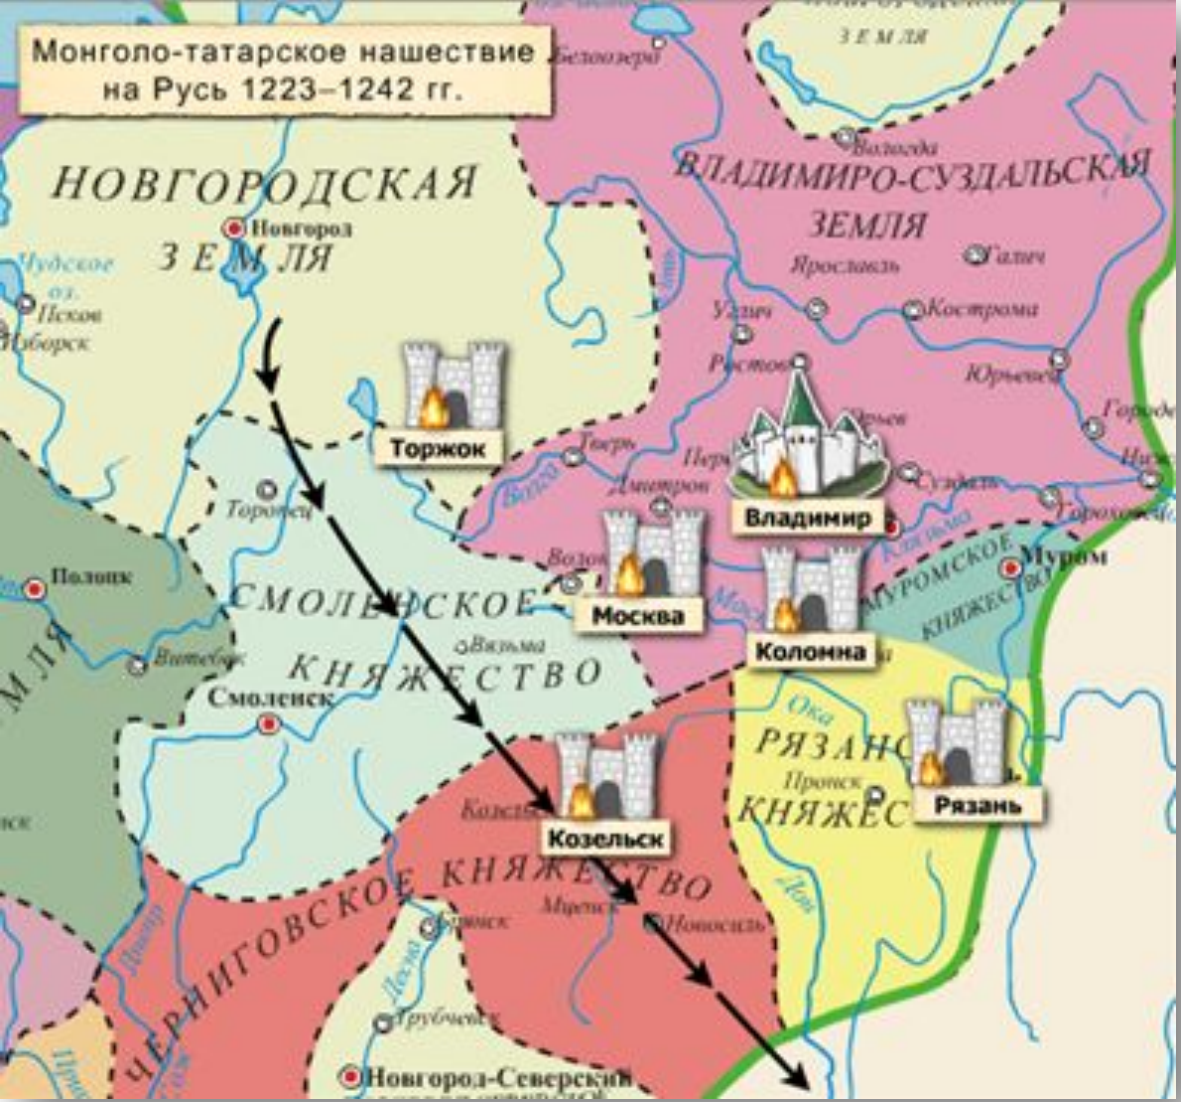 Монголо-татарское нашествие
на Русь 1223–1242 гг.
Белоозеро
ЗЕМЛЯ
Вологда
НОВГОРОДСКАЯ
ЗЕМЛЯ
ВЛАДИМИРО-СУЗДАЛЬСКАЯ
ЗЕМЛЯ
Новгород
Чудское
оз.
Псков
Изборск
Галич
Ярославль
Углич
Кострома
Ростов
Юрьевец
Торжок
Тверь
Волга
Дмитров
Суздаль
Гороховец
Владимир
Клязьма
Торопец
Полоцк
СМОЛЕНСКОЕ
КНЯЖЕСТВО
Вязьма
Витебск
Смоленск
Москва
Коломна
МУРОМСКОЕ
КНЯЖЕСТВО
Муром
Ока
Пронск
Рязань
Козельск
ЧЕРНИГОВСКОЕ КНЯЖЕСТВО
Мценск
Новосиль
Дон
Днепр
Брянск
Десна
Трубчевск
Новгород-Северский